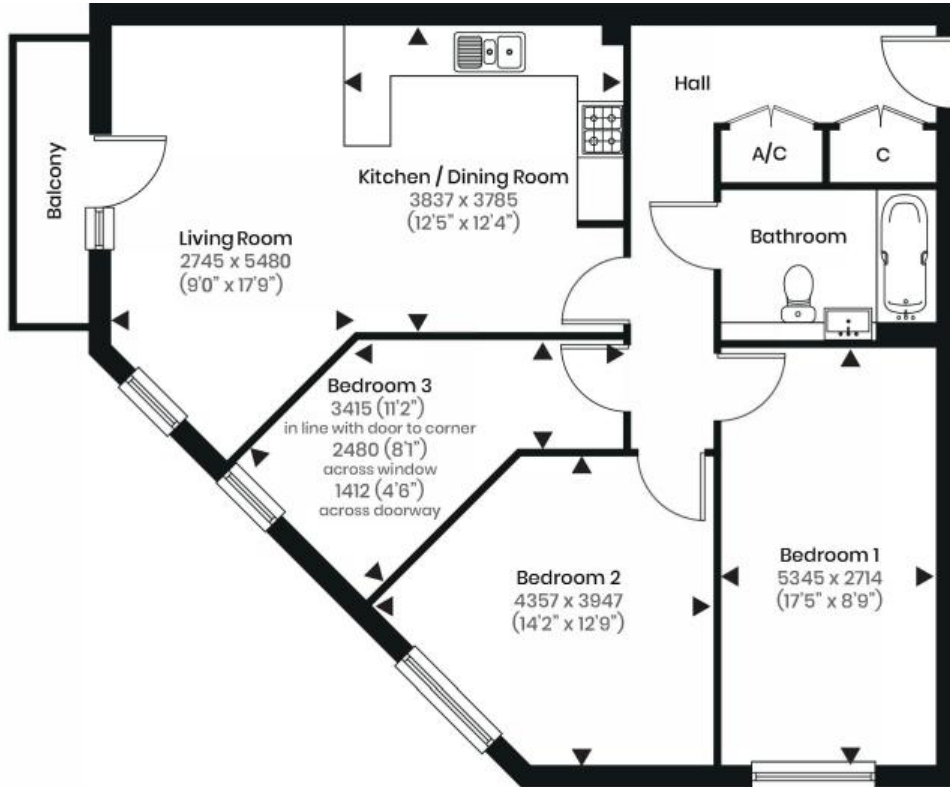 Balcony
Living Room
2745 x 5480
(9'0" x 17'9")
Kitchen / Dining Room
3837 x 3785
(12'5" x 12'4")
Hall
A/C
C
Bathroom
Bedroom 3
3415 (11'2")
in line with door to corner
2480 (8'1")
across window
1412 (4'6")
across doorway
Bedroom 2
4357 x 3947
(14'2" x 12'9")
Bedroom 1
5345 x 2714
(17'5" x 8'9")